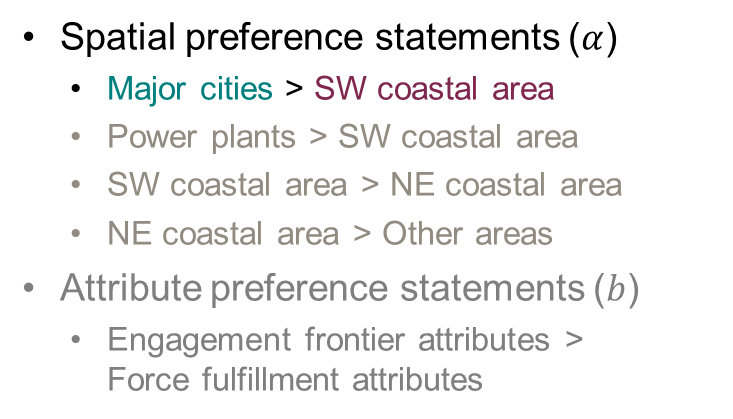 • Spatial preference statements (α)
• Major cities > SW coastal area
• Power plants > SW coastal area
• SW coastal area > NE coastal area
• NE coastal area > Other areas
• Attribute preference statements (b)
• Engagement frontier attributes >
Force fulfillment attributes